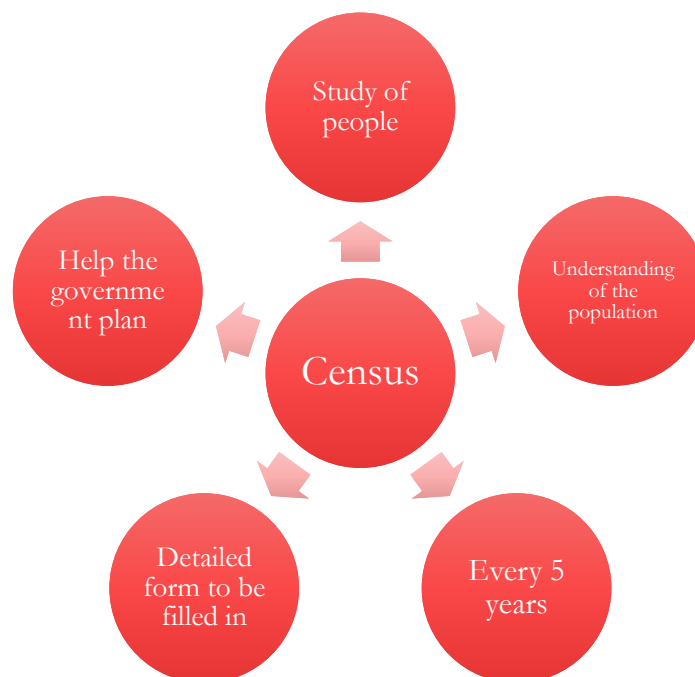 Study of
people
Help the
governme
nt plan
Understanding
of the
population
Census
Detailed
form to be
filled in
Every 5
years